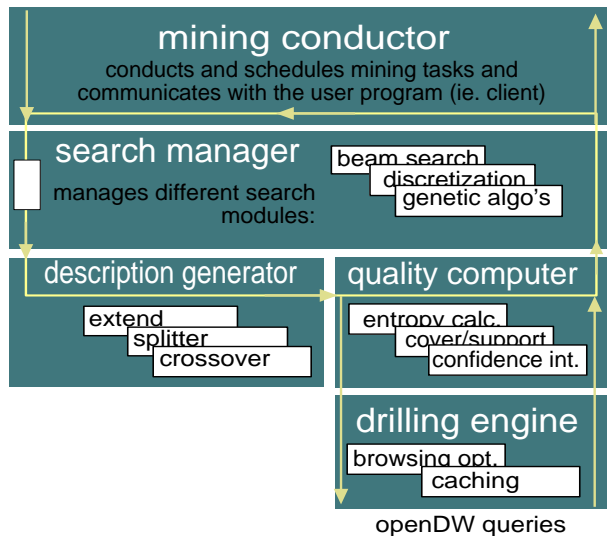 mining conductor
conducts and schedules mining tasks and
communicates with the user program (ie. client)
search manager
manages different search
modules:
beam search
discretization
genetic algo's
description generator
extend
splitter
crossover
quality computer
entropy calc.
cover/support
confidence int.
drilling engine
browsing opt.
caching
openDW queries